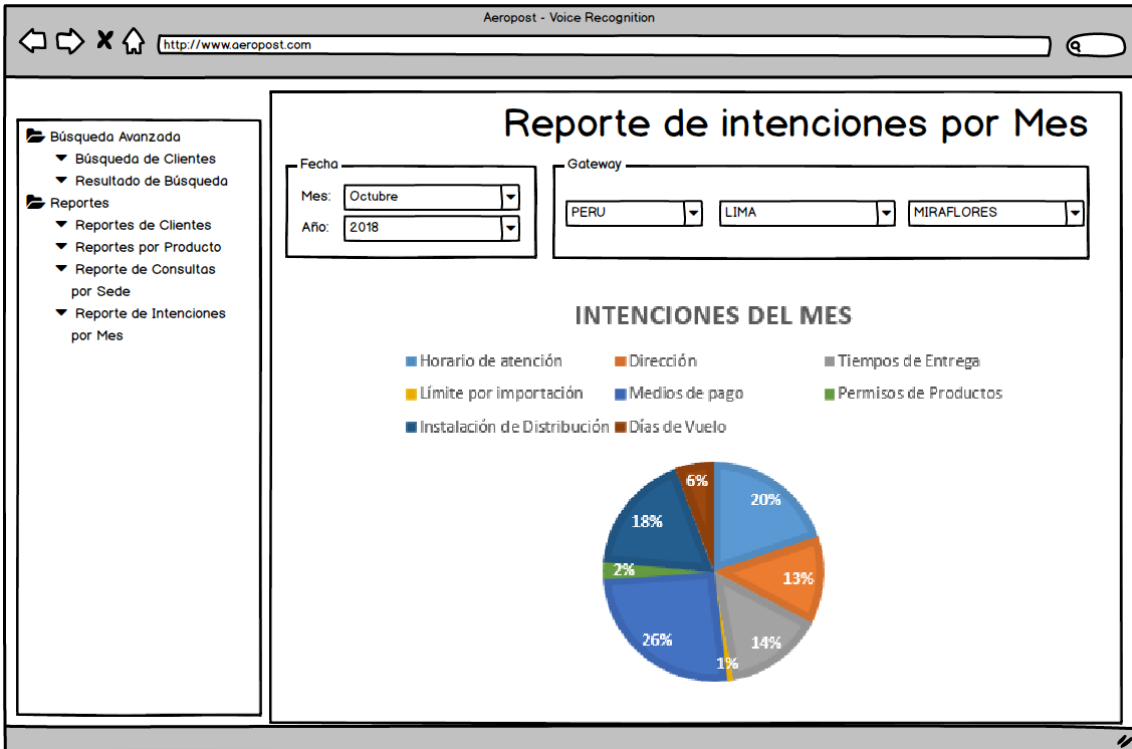 Aeropost - Voice Recognition
http://www.aeropost.com
Búsqueda Avanzada
Búsqueda de Clientes
Resultado de Búsqueda
Reportes
Reportes de Clientes
Reportes por Producto
Reporte de Consultas
por Sede
Reporte de Intenciones
por Mes
Reporte de intenciones por Mes
Fecha
Mes: Octubre
Año: 2018
Gateway
PERU LIMA MIRAFLORES
INTENCIONES DEL MES
Horario de atención Dirección Tiempos de Entrega
Límite por importación Medios de pago Permisos de Productos
Instalación de Distribución Días de Vuelo
6% 20%
18%
2% 13%
26% 14%
1%